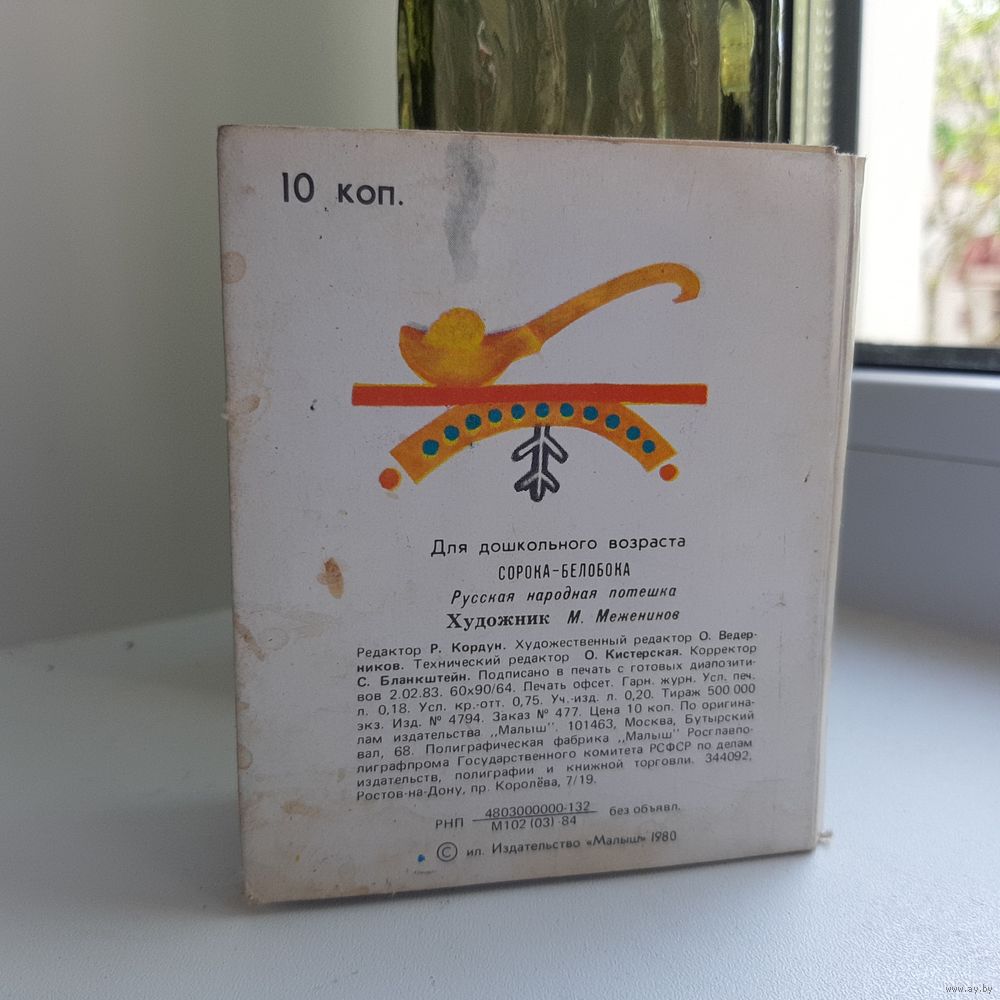 10 коп.
Для дошкольного возраста
СОРОКА-БЕЛОБОКА
Русская народная потешка
Художник М. Меженинов
Редактор Р. Кордун. Художественный редактор О. Ведер-
ников. Технический редактор О. Кистерская. Корректор
С. Бланкштейн. Подписано в печать с готовых диапозити-
вов 2.02.83. 60x90/64. Печать офсет. Гарн. журн. Усл. печ.
л. 0,18. Усл. кр.-отт. 0,75. Уч.-изд. л. 0,20. Тираж 500 000
экз. Изд. № 4794. Заказ № 477. Цена 10 коп. По оригина-
лам издательства „Малыш". 101463, Москва, Бутырский
вал, 68. Полиграфическая фабрика „Малыш" Росглавпо-
лиграфпрома Государственного комитета РСФСР по делам
издательств, полиграфии и книжной торговли. 344092,
Ростов-на-Дону, пр. Королёва, 7/19.
РНП 4803000000-132 без объявл.
М102 (03)-84
© ил. Издательство «Малыш» 1980
www.ay.by